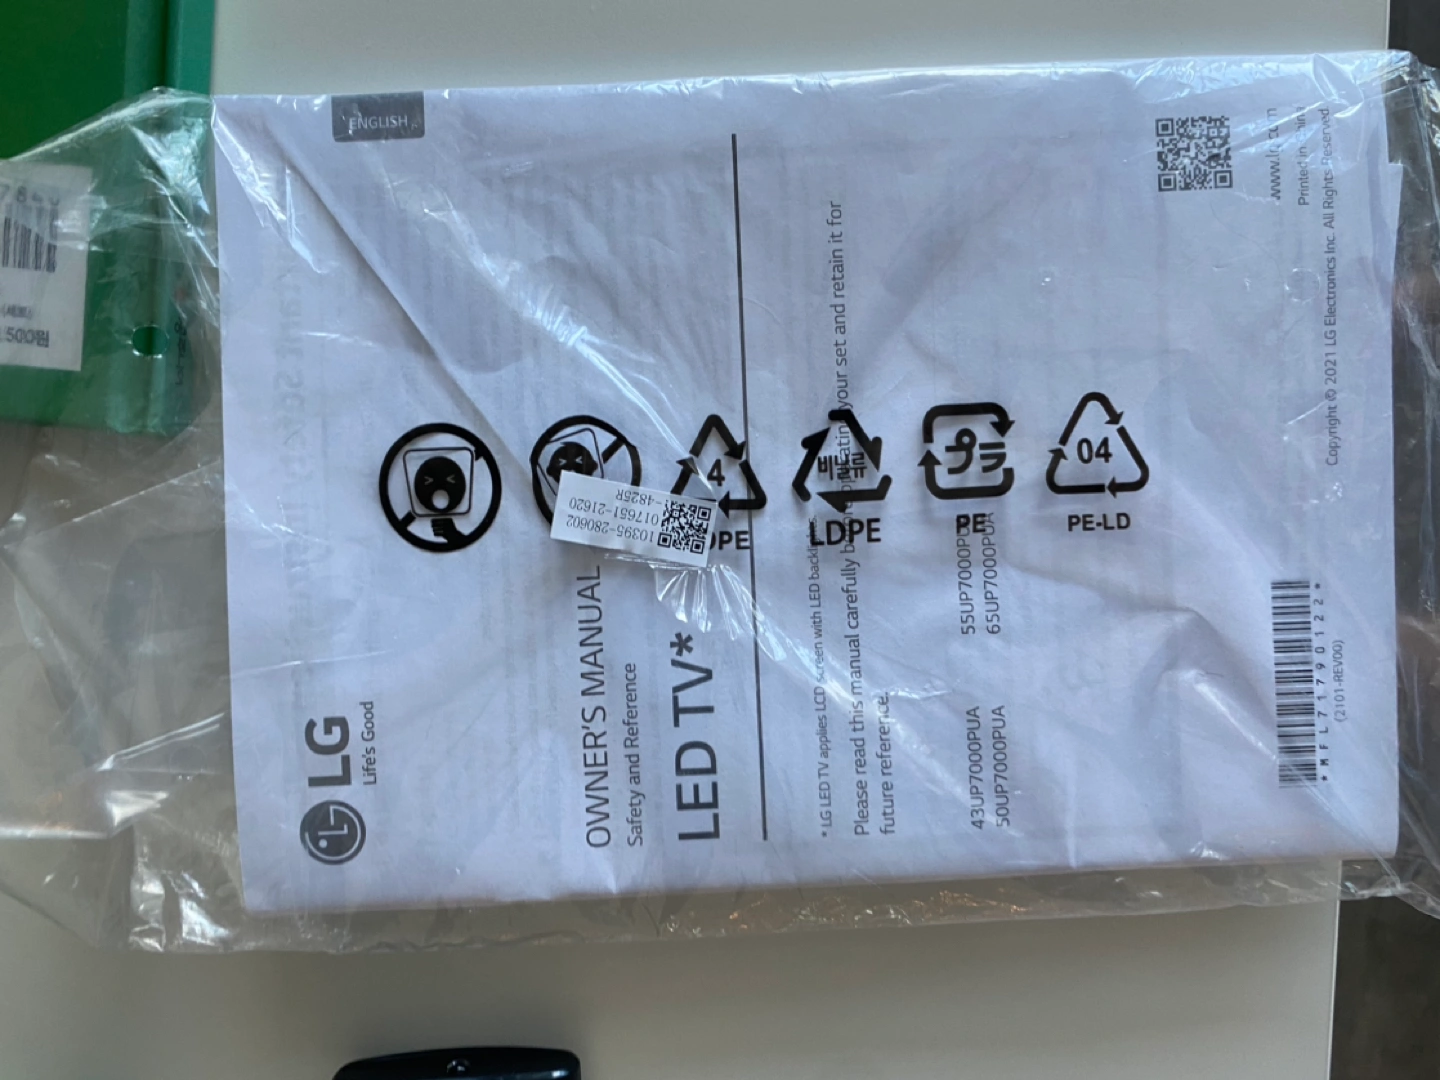 ENGLISH
LG
Life's Good
OWNER'S MANUAL
Safety and Reference
LED TV*
* LG LED TV applies LCD screen with LED backlights.
Please read this manual carefully before operating your set and retain it for
future reference.
43UP7000PUA
50UP7000PUA
55UP7000PUA
65UP7000PUA
www.lg.com
Printed in China
Copyright © 2021 LG Electronics Inc. All Rights Reserved.
*MFL71790122*
(2101-REV00)
4
LDPE
비닐류
LDPE
PE
04
PE-LD
10395-280602
017651-21620
-4825R